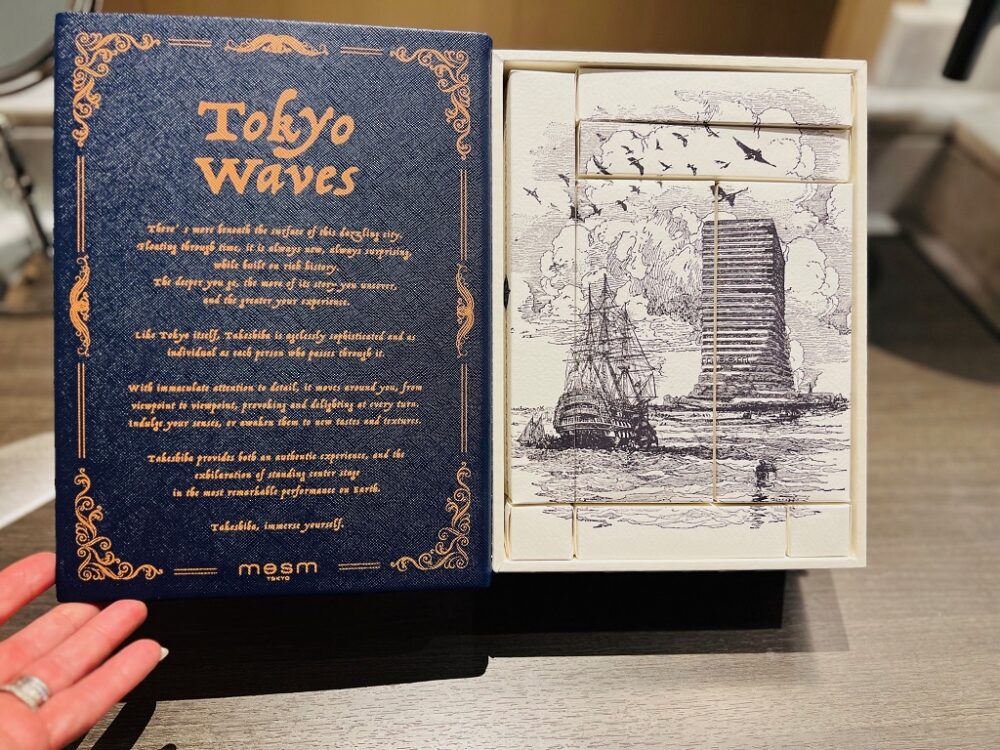 Tokyo
Waves
There's more beneath the surface of this dazzling city.
Floating through time, it is always new, always surprising,
while built on rich history.
The deeper you go, the more of its story you uncover,
and the greater your experience.
Like Tokyo itself, Takeshiba is eyelessly sophisticated and as
individual as each person who passes through it.
With immaculate attention to detail, it moves around you, from
viewpoint to viewpoint, provoking and delighting at every turn.
Indulge your senses, or awaken them to new tastes and textures.
Takeshiba provides both an authentic experience, and the
exhilaration of standing center stage
in the most remarkable performance on Earth.
Takeshiba, immerse yourself.
mesm
TOKYO